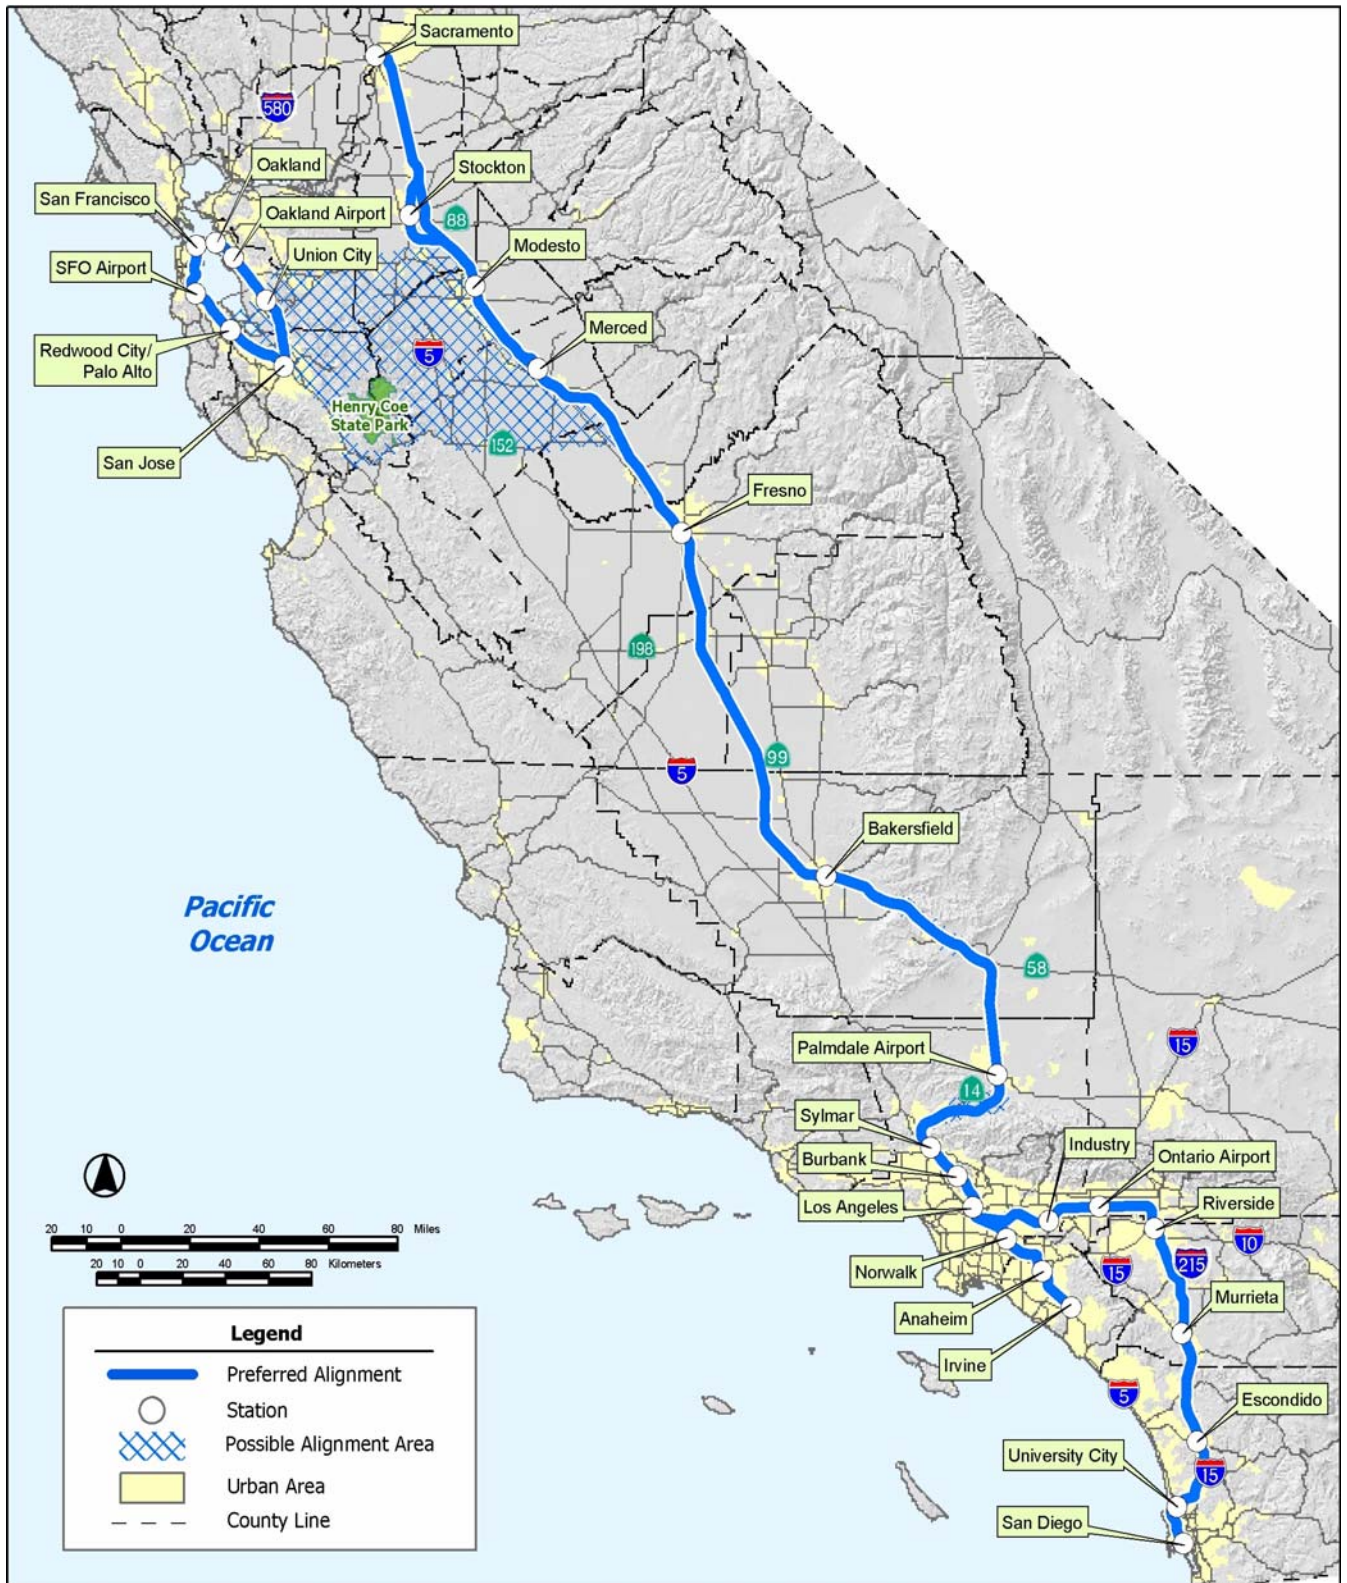 Sacramento
580
Oakland
Stockton
San Francisco
Oakland Airport
88
Union City
Modesto
SFO Airport
Merced
Redwood City/
Palo Alto
5
Henry Coe
State Park
152
San Jose
Fresno
198
99
5
Bakersfield
Pacific
Ocean
58
Palmdale Airport
15
14
Sylmar
Industry
Ontario Airport
Burbank
Los Angeles
Riverside
20 10 0 20 40 60 80 Miles
10
Norwalk
15
215
20 10 0 20 40 60 80 Kilometers
Murrieta
Anaheim
Legend
Irvine
Preferred Alignment
5
Escondido
Station
Possible Alignment Area
University City
15
Urban Area
County Line
San Diego